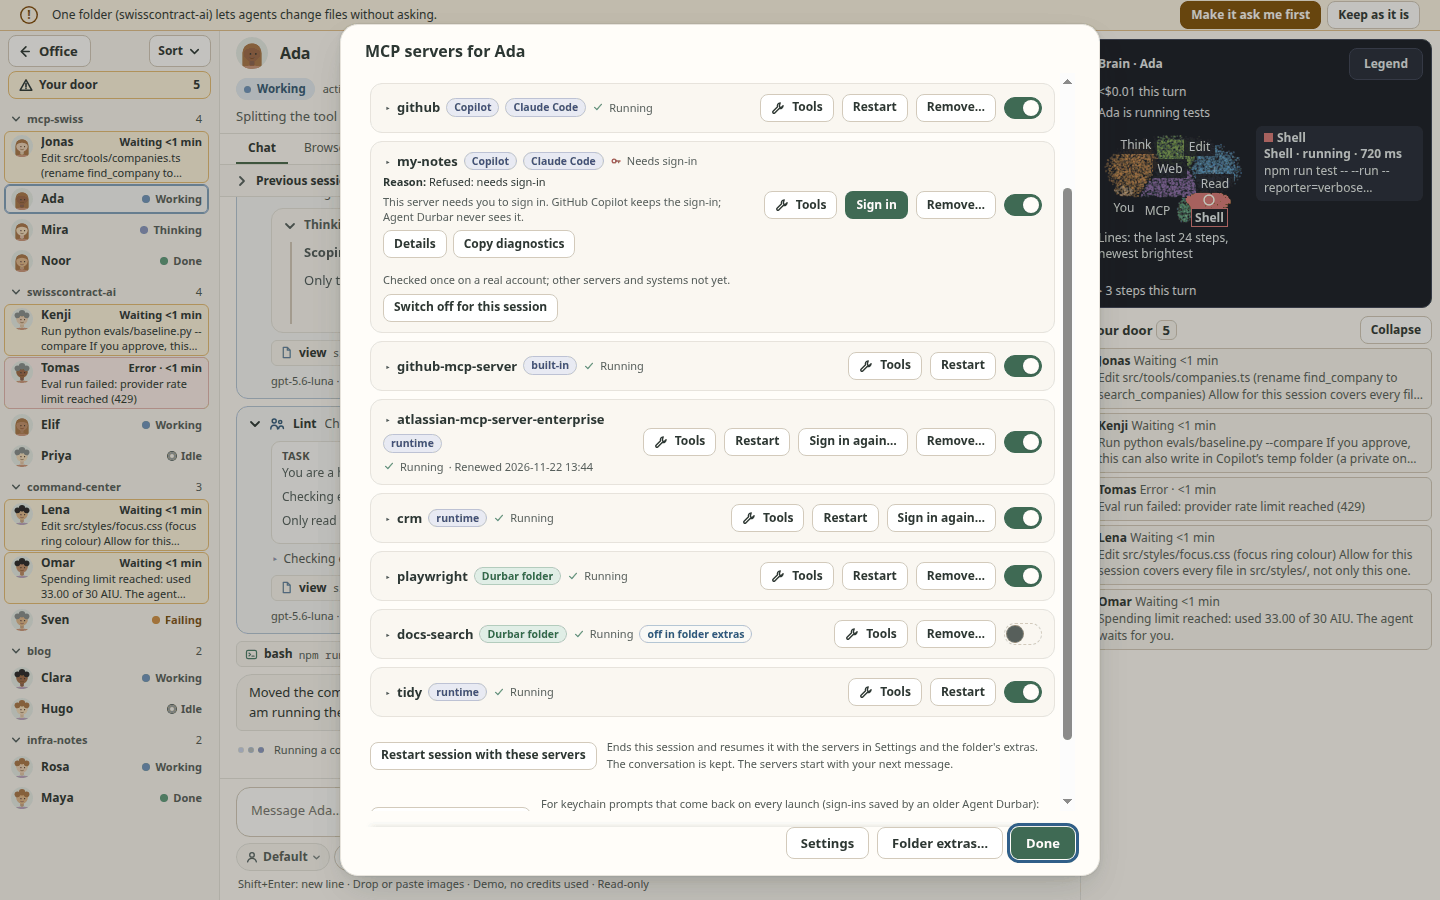 One folder (swisscontract-ai) lets agents change files without asking.
Make it ask me first
Keep as it is
Office
Sort
Your door 5
mcp-swiss 4
Jonas Waiting <1 min
Edit src/tools/companies.ts
(rename find_company to...
Ada Working
Mira Thinking
Noor Done
swisscontract-ai 4
Kenji Waiting <1 min
Run python evals/baseline.py --
compare If you approve, this...
Tomas Error · <1 min
Eval run failed: provider rate
limit reached (429)
Elif Working
Priya Idle
command-center 3
Lena Waiting <1 min
Edit src/styles/focus.css (focus
ring colour) Allow for this...
Omar Waiting <1 min
Spending limit reached: used
33.00 of 30 AIU. The agent...
Sven Failing
blog 2
Clara Working
Hugo Idle
infra-notes 2
Rosa Working
Maya Done
Ada
Working
Splitting the tool
Chat
Previous
Only t
view
gpt-5.6-luna ·
Lint
TASK
You are a
Checking
Only read
Checking
view
gpt-5.6-luna ·
bash
Moved the
am running
Running a
Message Ada...
Default
Shift+Enter: new line · Drop or paste images · Demo, no credits used · Read-only
MCP servers for Ada
github Copilot Claude Code Running Tools Restart Remove...
my-notes Copilot Claude Code Needs sign-in
Reason: Refused: needs sign-in
This server needs you to sign in. GitHub Copilot keeps the sign-in;
Agent Durbar never sees it.
Tools Sign in Remove...
Details Copy diagnostics
Checked once on a real account; other servers and systems not yet.
Switch off for this session
github-mcp-server built-in Running Tools Restart
atlassian-mcp-server-enterprise
runtime
Running · Renewed 2026-11-22 13:44
Tools Restart Sign in again... Remove...
crm runtime Running Tools Restart Sign in again...
playwright Durbar folder Running Tools Restart Remove...
docs-search Durbar folder Running off in folder extras Tools Remove...
tidy runtime Running Tools Restart
Restart session with these servers
Ends this session and resumes it with the servers in Settings and the folder's extras.
The conversation is kept. The servers start with your next message.
For keychain prompts that come back on every launch (sign-ins saved by an older Agent Durbar):
Settings
Folder extras...
Done
Brain · Ada
Legend
<$0.01 this turn
Ada is running tests
Think
Edit
Web
Read
You
MCP
Shell
Shell
Shell · running · 720 ms
npm run test -- --run --
reporter=verbose...
Lines: the last 24 steps,
newest brightest
3 steps this turn
door 5
Collapse
Jonas Waiting <1 min
Edit src/tools/companies.ts (rename find_company to
search_companies) Allow for this session covers every fil...
Kenji Waiting <1 min
Run python evals/baseline.py --compare If you approve,
this can also write in Copilot's temp folder (a private on...
Tomas Error · <1 min
Eval run failed: provider rate limit reached (429)
Lena Waiting <1 min
Edit src/styles/focus.css (focus ring colour) Allow for this
session covers every file in src/styles/, not only this one.
Omar Waiting <1 min
Spending limit reached: used 33.00 of 30 AIU. The agent
waits for you.